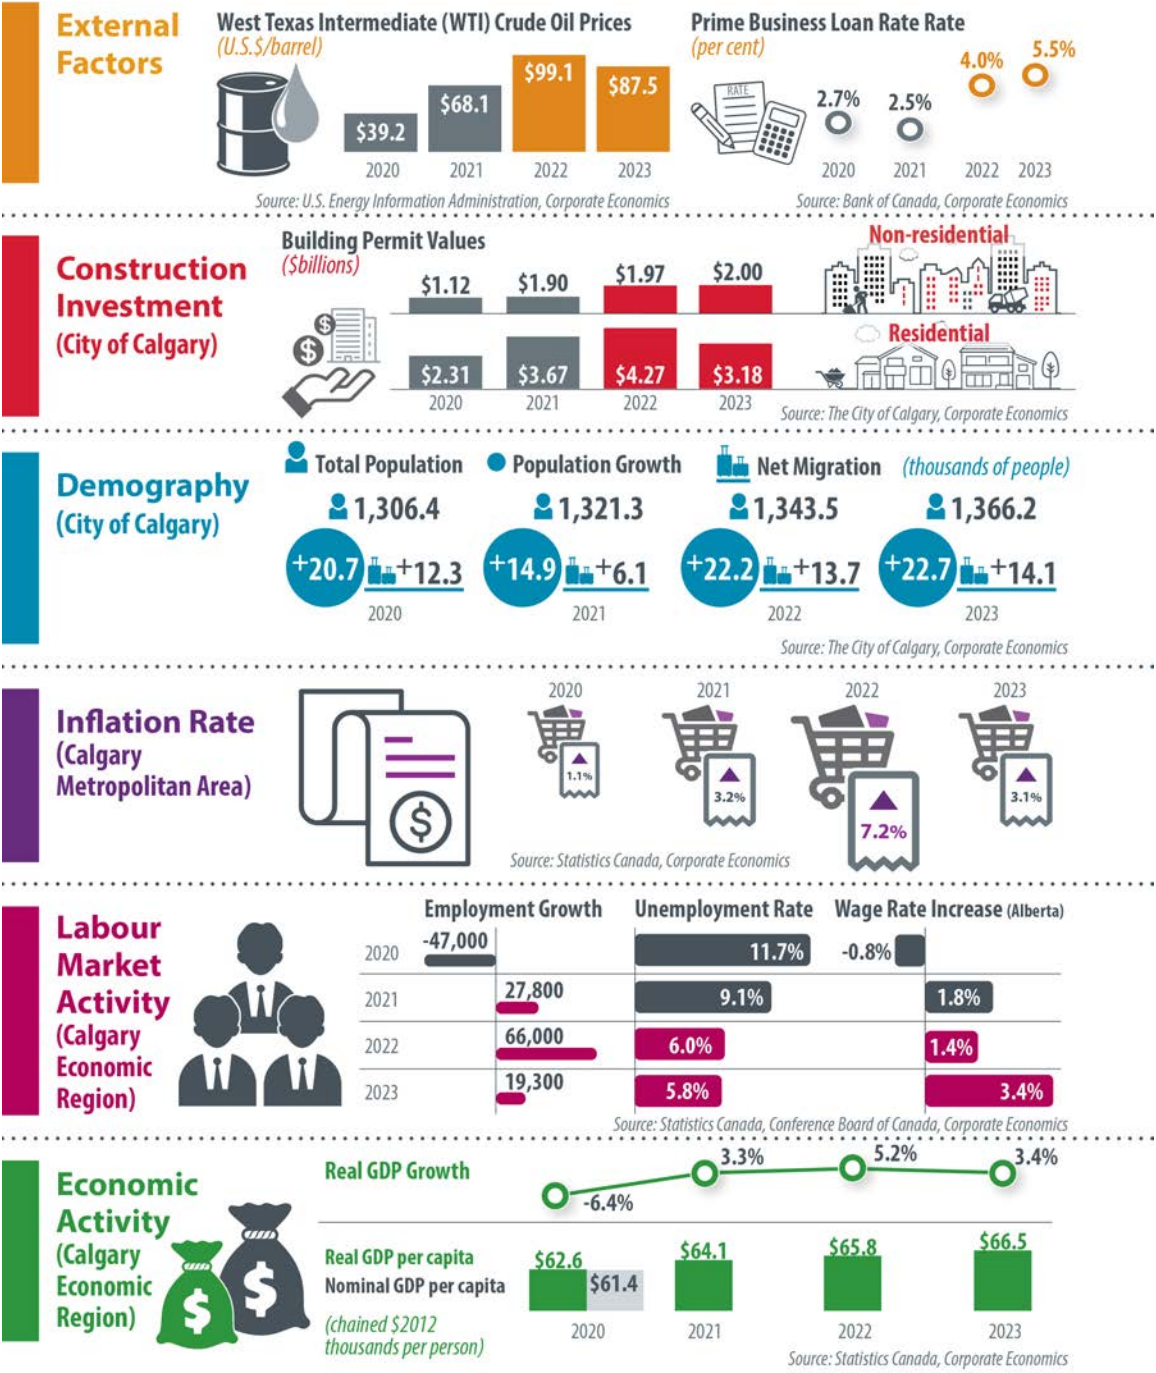 External
Factors
West Texas Intermediate (WTI) Crude Oil Prices
(U.S.$/barrel)
$39.2
$68.1
$99.1
$87.5
2020 2021 2022 2023
Source: U.S. Energy Information Administration, Corporate Economics
Prime Business Loan Rate Rate
(per cent)
RATE
2.7%
2.5%
4.0%
5.5%
2020 2021 2022 2023
Source: Bank of Canada, Corporate Economics
Construction
Investment
(City of Calgary)
Building Permit Values
($billions)
$1.12 $1.90 $1.97 $2.00
Non-residential
$ $
$2.31 $3.67 $4.27 $3.18
Residential
2020 2021 2022 2023
Source: The City of Calgary, Corporate Economics
Demography
(City of Calgary)
Total Population Population Growth Net Migration (thousands of people)
1,306.4 1,321.3 1,343.5 1,366.2
+20.7 +12.3 +14.9 +6.1 +22.2 +13.7 +22.7 +14.1
2020 2021 2022 2023
Source: The City of Calgary, Corporate Economics
Inflation Rate
(Calgary
Metropolitan Area)
$
2020 2021 2022 2023
1.1% 3.2% 7.2% 3.1%
Source: Statistics Canada, Corporate Economics
Labour
Market
Activity
(Calgary
Economic
Region)
Employment Growth Unemployment Rate Wage Rate Increase (Alberta)
2020 -47,000 11.7% -0.8%
2021 27,800 9.1% 1.8%
2022 66,000 6.0% 1.4%
2023 19,300 5.8% 3.4%
Source: Statistics Canada, Conference Board of Canada, Corporate Economics
Economic
Activity
(Calgary
Economic
Region)
$ $
Real GDP Growth
-6.4% 3.3% 5.2% 3.4%
Real GDP per capita
Nominal GDP per capita
(chained $2012
thousands per person)
$62.6 $61.4 $64.1 $65.8 $66.5
2020 2021 2022 2023
Source: Statistics Canada, Corporate Economics